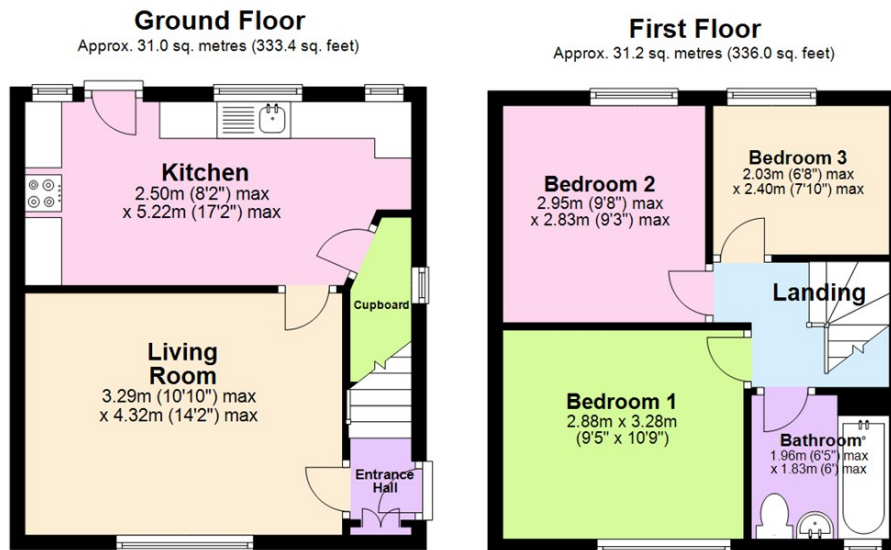 Ground Floor
Approx. 31.0 sq. metres (333.4 sq. feet)
Kitchen
2.50m (8'2") max
x 5.22m (17'2") max
Cupboard
Living
Room
3.29m (10'10") max
x 4.32m (14'2") max
Entrance
Hall
First Floor
Approx. 31.2 sq. metres (336.0 sq. feet)
Bedroom 2
2.95m (9'8") max
x 2.83m (9'3") max
Bedroom 3
2.03m (6'8") max
x 2.40m (7'10") max
Landing
Bedroom 1
2.88m x 3.28m
(9'5" x 10'9")
Bathroom
1.96m (6'5") max
x 1.83m (6') max